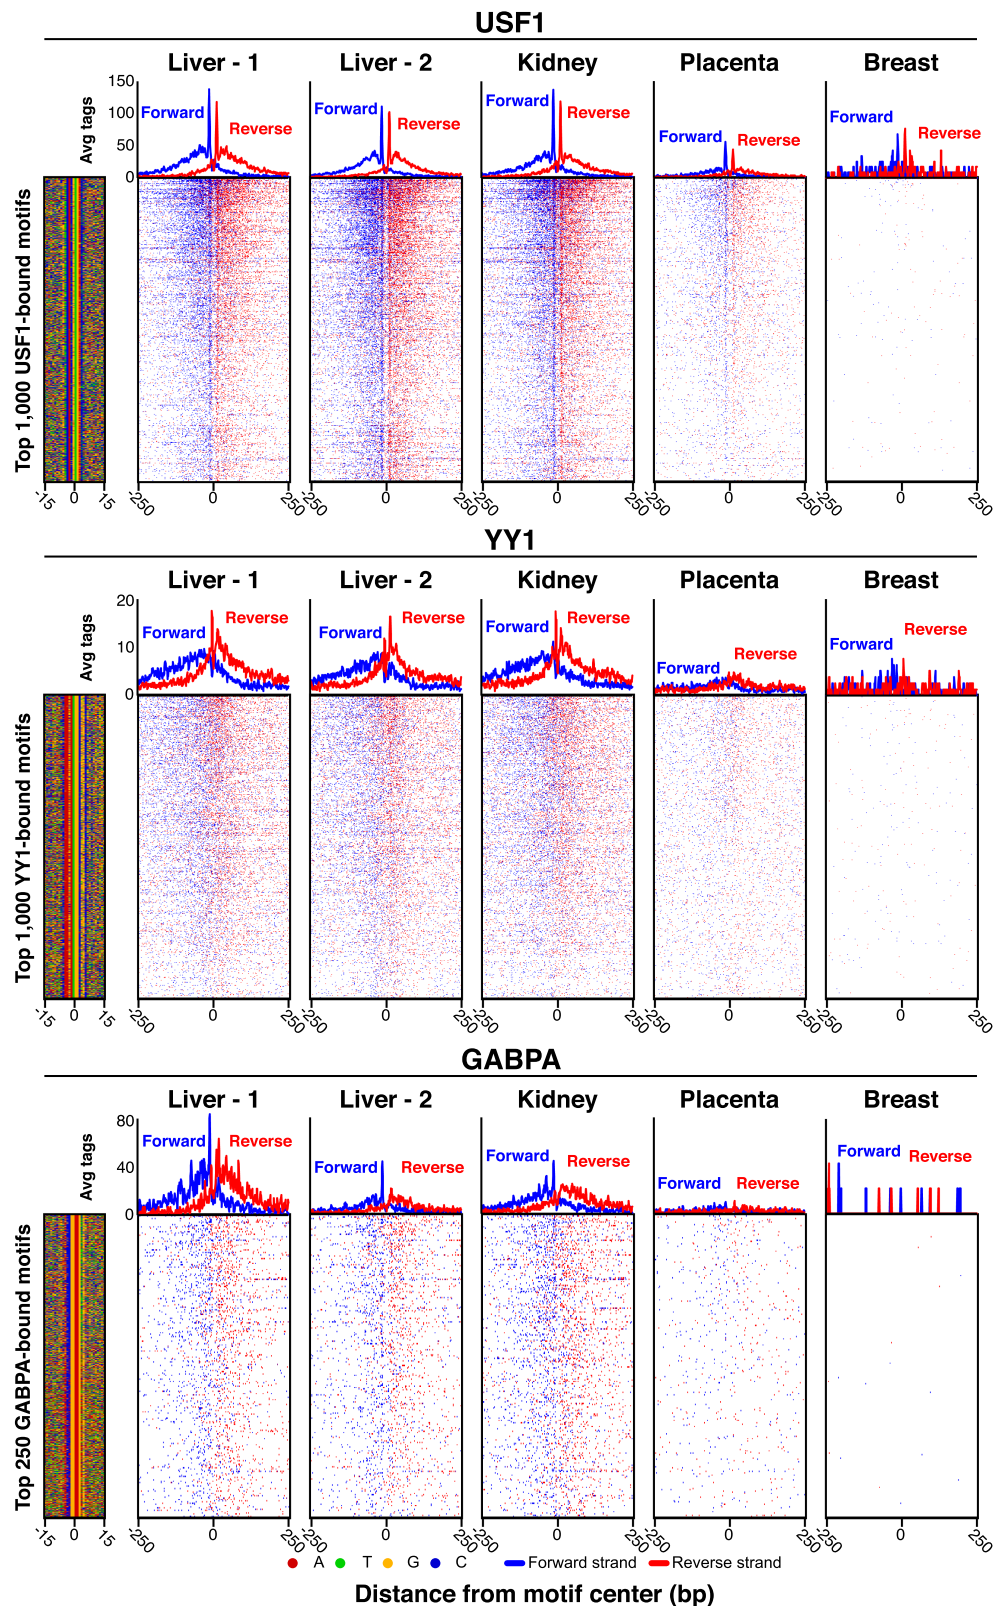 USF1
Liver - 1 Liver - 2 Kidney Placenta Breast
Avg tags
150
100
50
0
Forward Reverse
Forward Reverse
Forward Reverse
Forward Reverse
Forward Reverse
Top 1,000 USF1-bound motifs
-15 0 15
-250 0 250
-250 0 250
-250 0 250
-250 0 250
-250 0 250
YY1
Liver - 1 Liver - 2 Kidney Placenta Breast
Avg tags
20
10
0
Forward Reverse
Forward Reverse
Forward Reverse
Forward Reverse
Forward Reverse
Top 1,000 YY1-bound motifs
-15 0 15
-250 0 250
-250 0 250
-250 0 250
-250 0 250
-250 0 250
GABPA
Liver - 1 Liver - 2 Kidney Placenta Breast
Avg tags
80
40
0
Forward Reverse
Forward Reverse
Forward Reverse
Forward Reverse
Forward Reverse
Top 250 GABPA-bound motifs
-15 0 15
-250 0 250
-250 0 250
-250 0 250
-250 0 250
-250 0 250
A T G C Forward strand Reverse strand
Distance from motif center (bp)